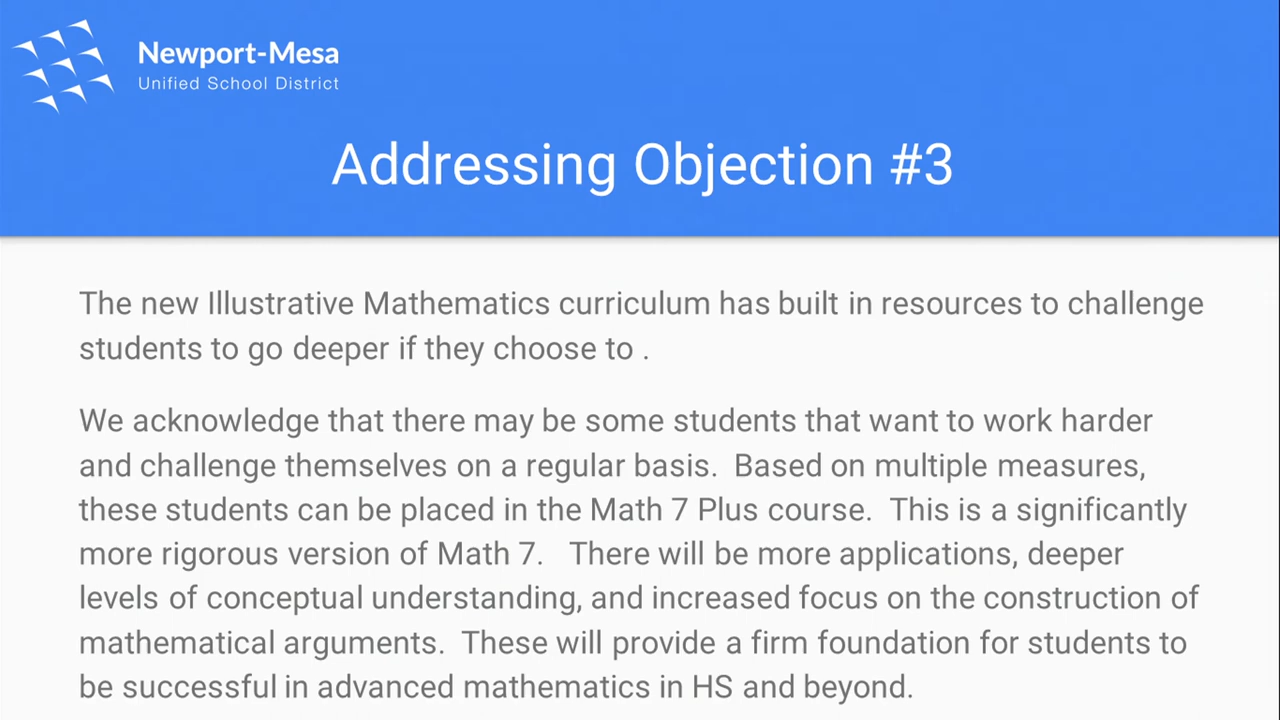 Newport-Mesa
Unified School District
Addressing Objection #3
The new Illustrative Mathematics curriculum has built in resources to challenge
students to go deeper if they choose to .
We acknowledge that there may be some students that want to work harder
and challenge themselves on a regular basis.  Based on multiple measures,
these students can be placed in the Math 7 Plus course.  This is a significantly
more rigorous version of Math 7.   There will be more applications, deeper
levels of conceptual understanding, and increased focus on the construction of
mathematical arguments.  These will provide a firm foundation for students to
be successful in advanced mathematics in HS and beyond.